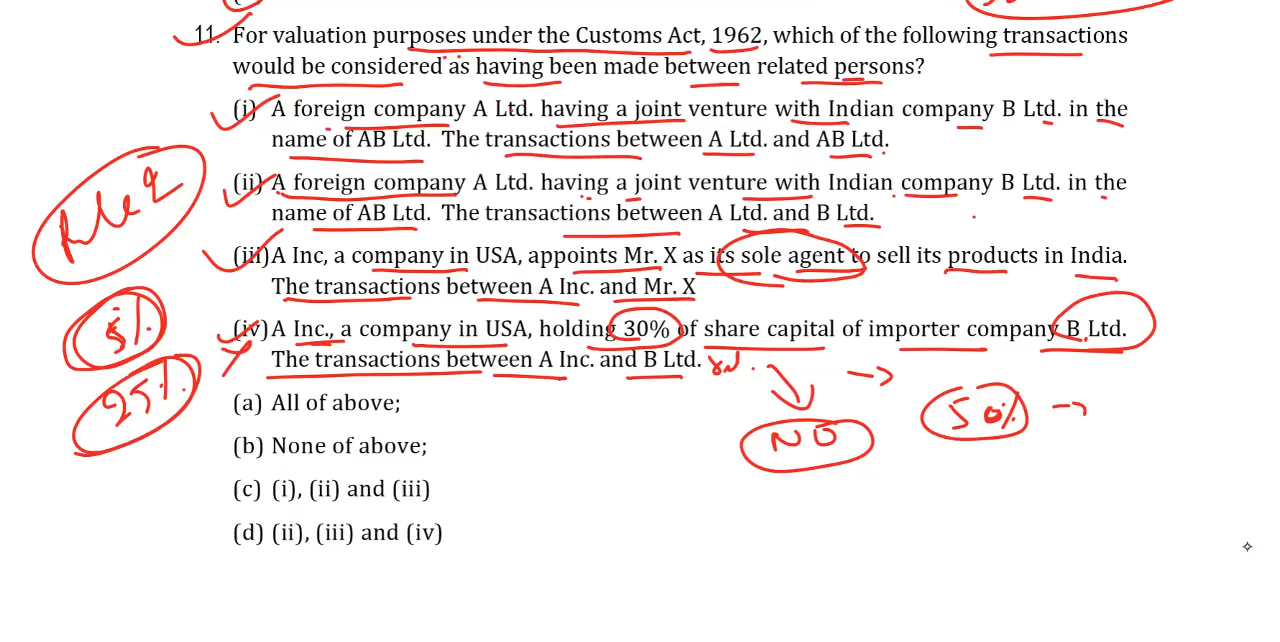 11. For valuation purposes under the Customs Act, 1962, which of the following transactions
would be considered as having been made between related persons?
(i) A foreign company A Ltd. having a joint venture with Indian company B Ltd. in the
name of AB Ltd. The transactions between A Ltd. and AB Ltd.
Rule 2
(ii) A foreign company A Ltd. having a joint venture with Indian company B Ltd. in the
name of AB Ltd. The transactions between A Ltd. and B Ltd.
(iii) A Inc, a company in USA, appoints Mr. X as its sole agent to sell its products in India.
The transactions between A Inc. and Mr. X
5%
(iv) A Inc., a company in USA, holding 30% of share capital of importer company B Ltd.
The transactions between A Inc. and B Ltd.
25%
(a) All of above;
50%
NO
(b) None of above;
(c) (i), (ii) and (iii)
(d) (ii), (iii) and (iv)